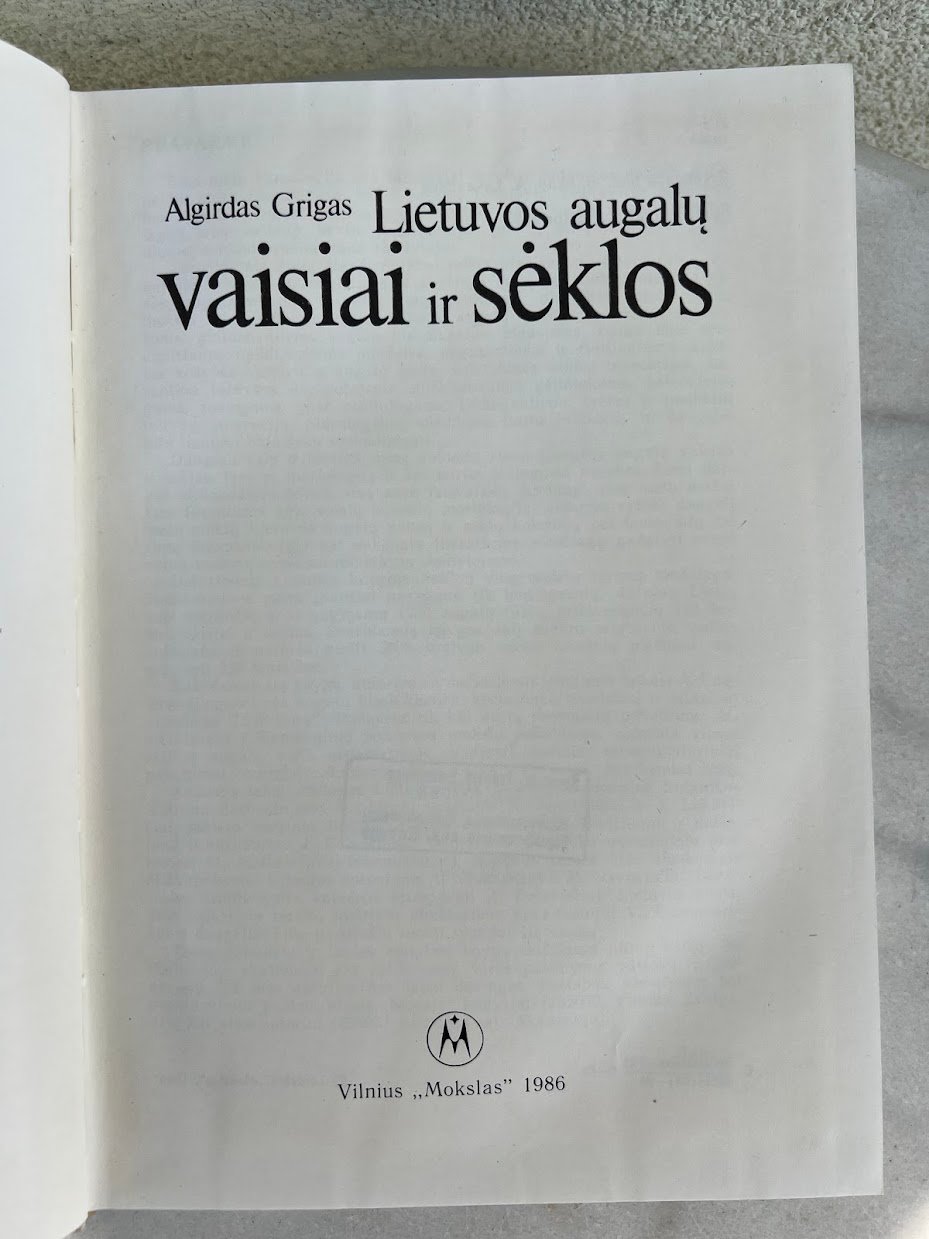 Algirdas Grigas Lietuvos augalų
vaisiai ir sėklos
Vilnius „Mokslas” 1986